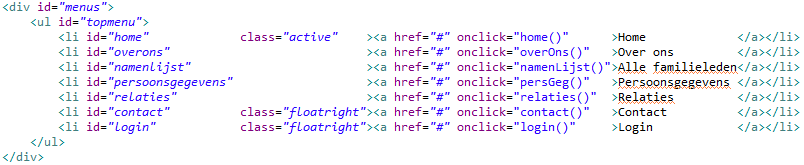 <div id="menus">
    <ul id="topmenu">
        <li id="home"             class="active"    ><a href="#" onclick="home()"      >Home             </a></li>
        <li id="overons"                            ><a href="#" onclick="overOns()"   >Over ons         </a></li>
        <li id="namenlijst"                         ><a href="#" onclick="namenLijst()">Alle familieleden</a></li>
        <li id="persoonsgegevens"                   ><a href="#" onclick="persGeg()"   >Persoonsgegevens </a></li>
        <li id="relaties"                           ><a href="#" onclick="relaties()"  >Relaties         </a></li>
        <li id="contact"          class="floatright"><a href="#" onclick="contact()"   >Contact          </a></li>
        <li id="login"            class="floatright"><a href="#" onclick="login()"     >Login            </a></li>
    </ul>
</div>